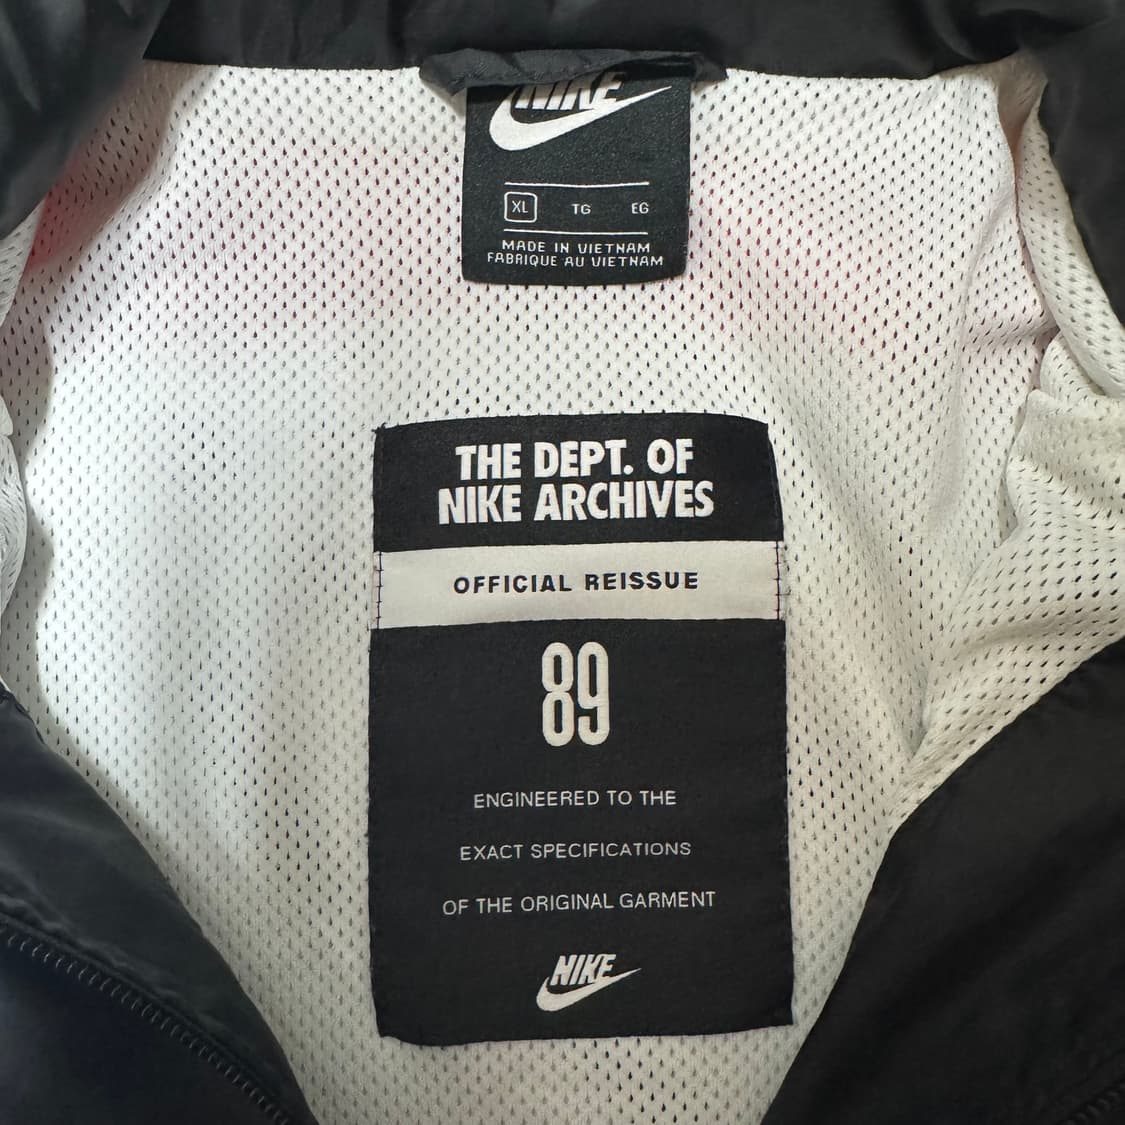 NIKE
XL TG EG
MADE IN VIETNAM
FABRIQUE AU VIETNAM
THE DEPT. OF
NIKE ARCHIVES
OFFICIAL REISSUE
89
ENGINEERED TO THE
EXACT SPECIFICATIONS
OF THE ORIGINAL GARMENT
NIKE